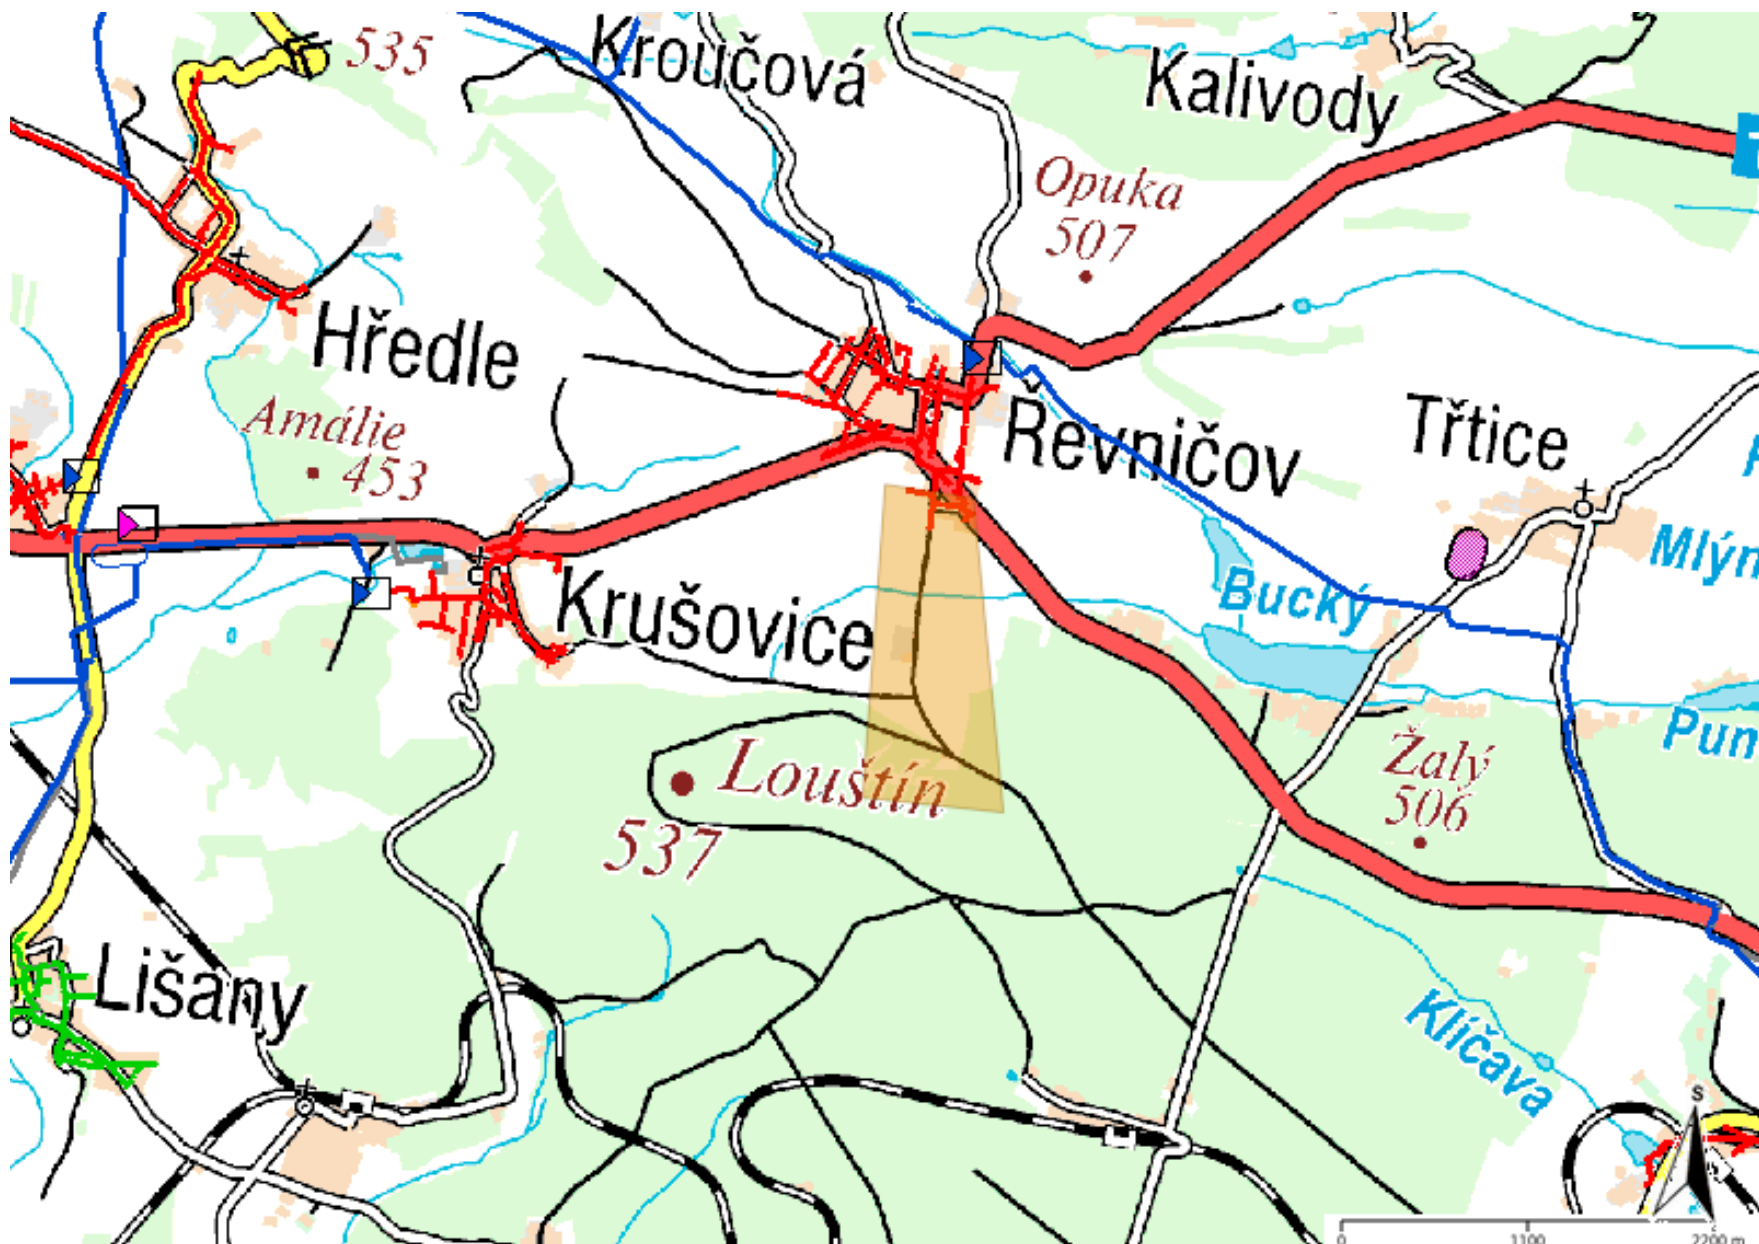 535
Kroučová
Kalivody
Opuka
507
Hředle
Amálie
453
Řevničov
Třtice
Krušovice
Bucký
Mlýn
Pun
Louštín
537
Žalý
506
Lišany
Klíčava
S
0
1100
2200 m